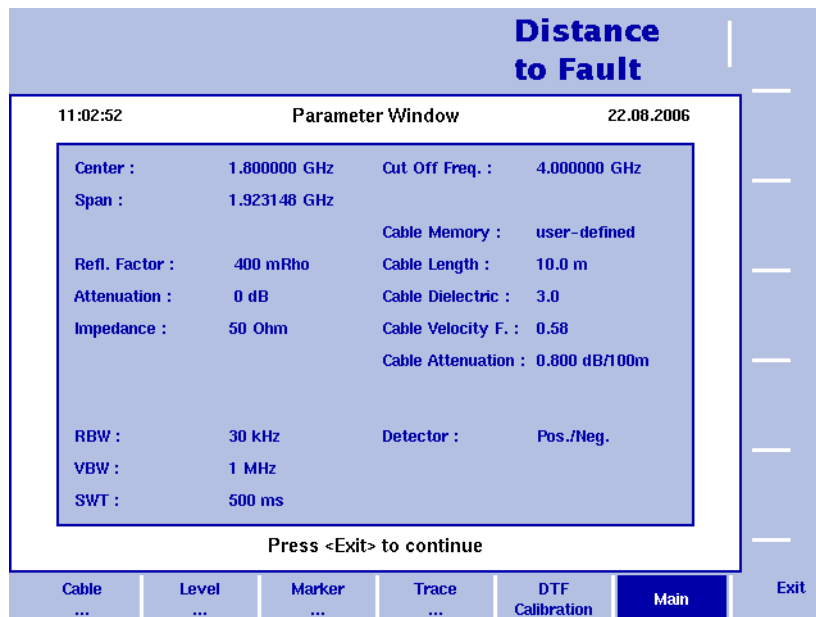 Distance
to Fault
11:02:52 Parameter Window 22.08.2006
Center : 1.800000 GHz Cut Off Freq. : 4.000000 GHz
Span : 1.923148 GHz
Cable Memory : user-defined
Refl. Factor : 400 mRho Cable Length : 10.0 m
Attenuation : 0 dB Cable Dielectric : 3.0
Impedance : 50 Ohm Cable Velocity F. : 0.58
Cable Attenuation : 0.800 dB/100m
RBW : 30 kHz Detector : Pos./Neg.
VBW : 1 MHz
SWT : 500 ms
Press <Exit> to continue
Cable Level Marker Trace DTF Main Exit
... ... ... ... Calibration